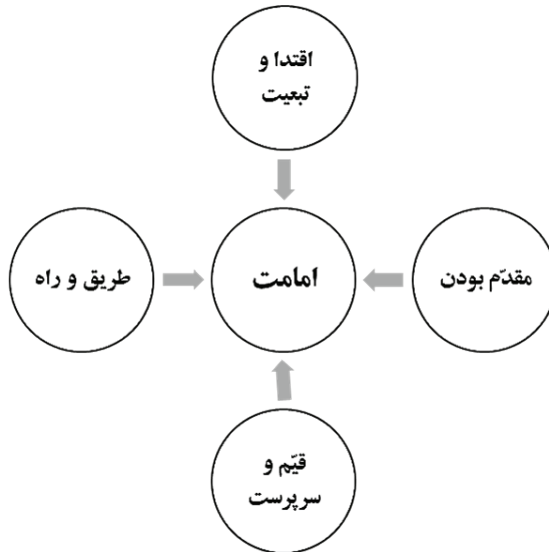 اقتدا و
تبعیت
مقدّم بودن
امامت
طریق و راه
قیّم و
سرپرست